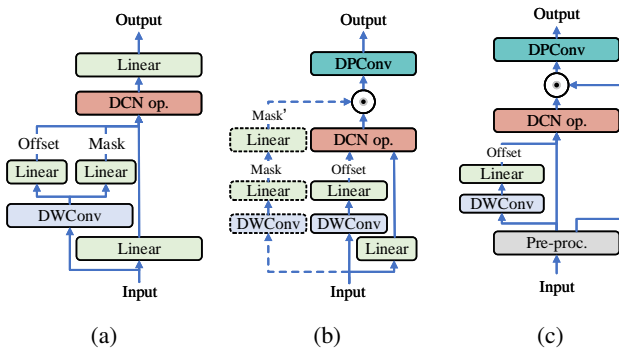 Output
Linear
DCN op.
Offset
Mask
Linear
Linear
DWConv
Linear
Input
(a)
Output
DPConv
Mask'
Linear
DCN op.
Mask
Offset
Linear
Linear
DWConv
DWConv
Linear
Input
(b)
Output
DPConv
DCN op.
Offset
Linear
DWConv
Pre-proc.
Input
(c)